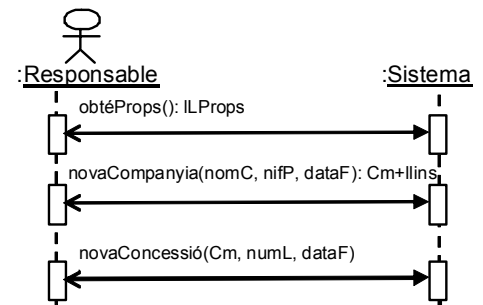 :Responsable :Sistema
obtéProps(): lLProps
novaCompanyia(nomC, nifP, dataF): Cm+llins
novaConcessió(Cm, numL, dataF)